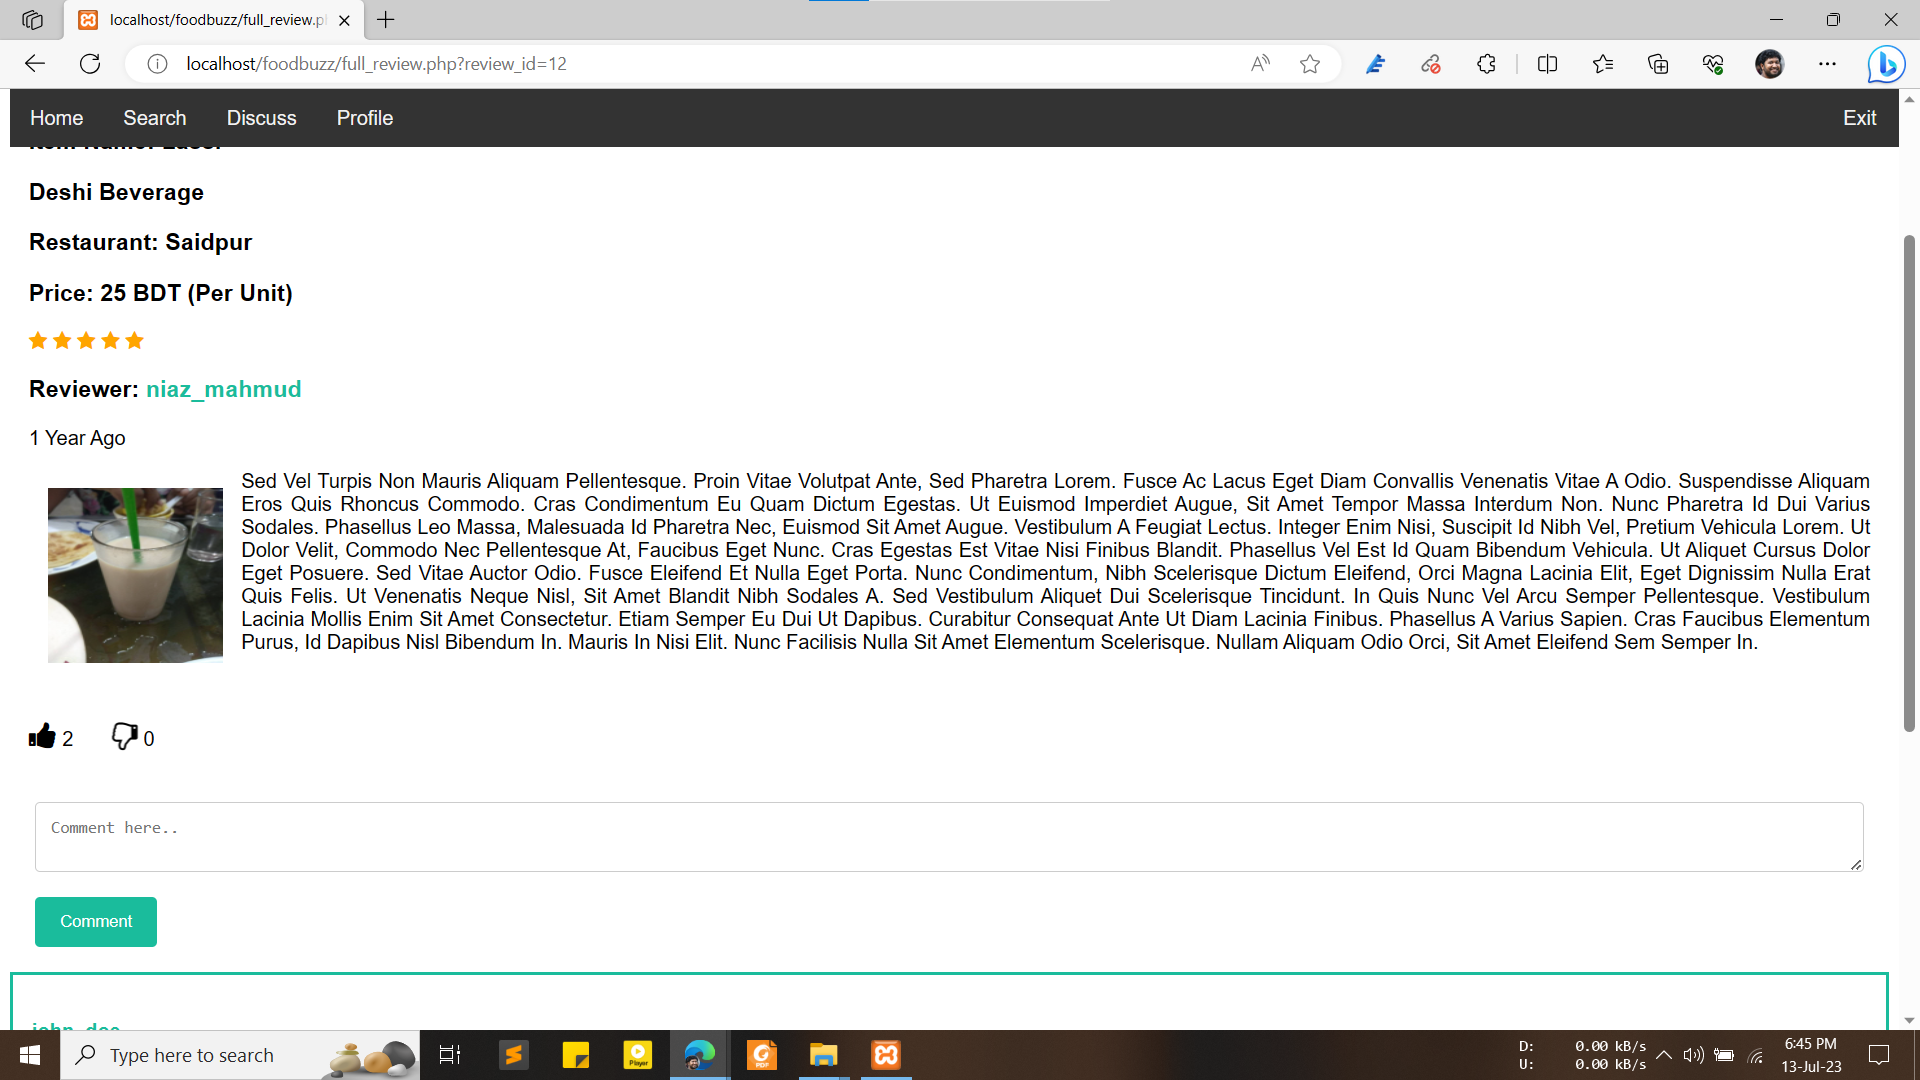 localhost/foodbuzz/full_review.p
localhost/foodbuzz/full_review.php?review_id=12
Home Search Discuss Profile Exit
Deshi Beverage
Restaurant: Saidpur
Price: 25 BDT (Per Unit)
Reviewer: niaz_mahmud
1 Year Ago
Sed Vel Turpis Non Mauris Aliquam Pellentesque. Proin Vitae Volutpat Ante, Sed Pharetra Lorem. Fusce Ac Lacus Eget Diam Convallis Venenatis Vitae A Odio. Suspendisse Aliquam
Eros Quis Rhoncus Commodo. Cras Condimentum Eu Quam Dictum Egestas. Ut Euismod Imperdiet Augue, Sit Amet Tempor Massa Interdum Non. Nunc Pharetra Id Dui Varius
Sodales. Phasellus Leo Massa, Malesuada Id Pharetra Nec, Euismod Sit Amet Augue. Vestibulum A Feugiat Lectus. Integer Enim Nisi, Suscipit Id Nibh Vel, Pretium Vehicula Lorem. Ut
Dolor Velit, Commodo Nec Pellentesque At, Faucibus Eget Nunc. Cras Egestas Est Vitae Nisi Finibus Blandit. Phasellus Vel Est Id Quam Bibendum Vehicula. Ut Aliquet Cursus Dolor
Eget Posuere. Sed Vitae Auctor Odio. Fusce Eleifend Et Nulla Eget Porta. Nunc Condimentum, Nibh Scelerisque Dictum Eleifend, Orci Magna Lacinia Elit, Eget Dignissim Nulla Erat
Quis Felis. Ut Venenatis Neque Nisl, Sit Amet Blandit Nibh Sodales A. Sed Vestibulum Aliquet Dui Scelerisque Tincidunt. In Quis Nunc Vel Arcu Semper Pellentesque. Vestibulum
Lacinia Mollis Enim Sit Amet Consectetur. Etiam Semper Eu Dui Ut Dapibus. Curabitur Consequat Ante Ut Diam Lacinia Finibus. Phasellus A Varius Sapien. Cras Faucibus Elementum
Purus, Id Dapibus Nisl Bibendum In. Mauris In Nisi Elit. Nunc Facilisis Nulla Sit Amet Elementum Scelerisque. Nullam Aliquam Odio Orci, Sit Amet Eleifend Sem Semper In.
2 0
Comment here..
Comment
Type here to search
Player
PDF
D: 0.00 kB/s
U: 0.00 kB/s
6:45 PM
13-Jul-23